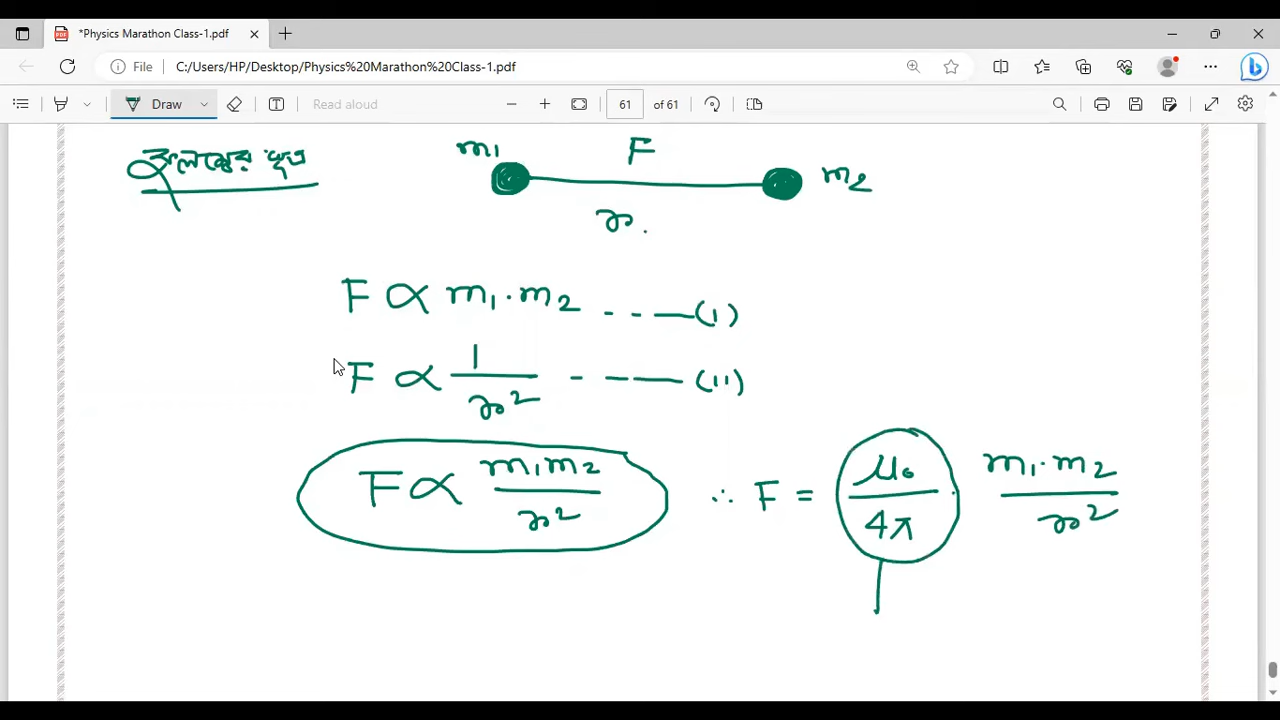 *Physics Marathon Class-1.pdf
File C:/Users/HP/Desktop/Physics%20Marathon%20Class-1.pdf
Draw Read aloud 61 of 61
কুলম্বের সূত্র
m₁ F m₂
r
F ∝ m₁·m₂ ----(i)
F ∝ 1/r² ----(ii)
F ∝ m₁m₂/r² ∴ F = μ₀/4π m₁·m₂/r²